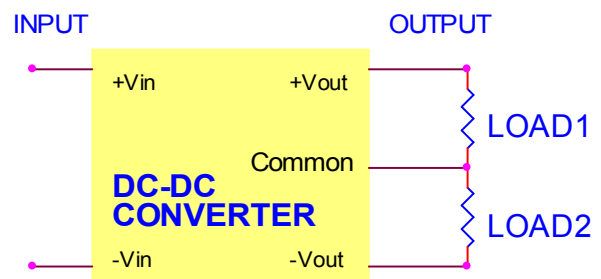 INPUT OUTPUT
+Vin +Vout
LOAD1
Common
DC-DC
CONVERTER
LOAD2
-Vin -Vout